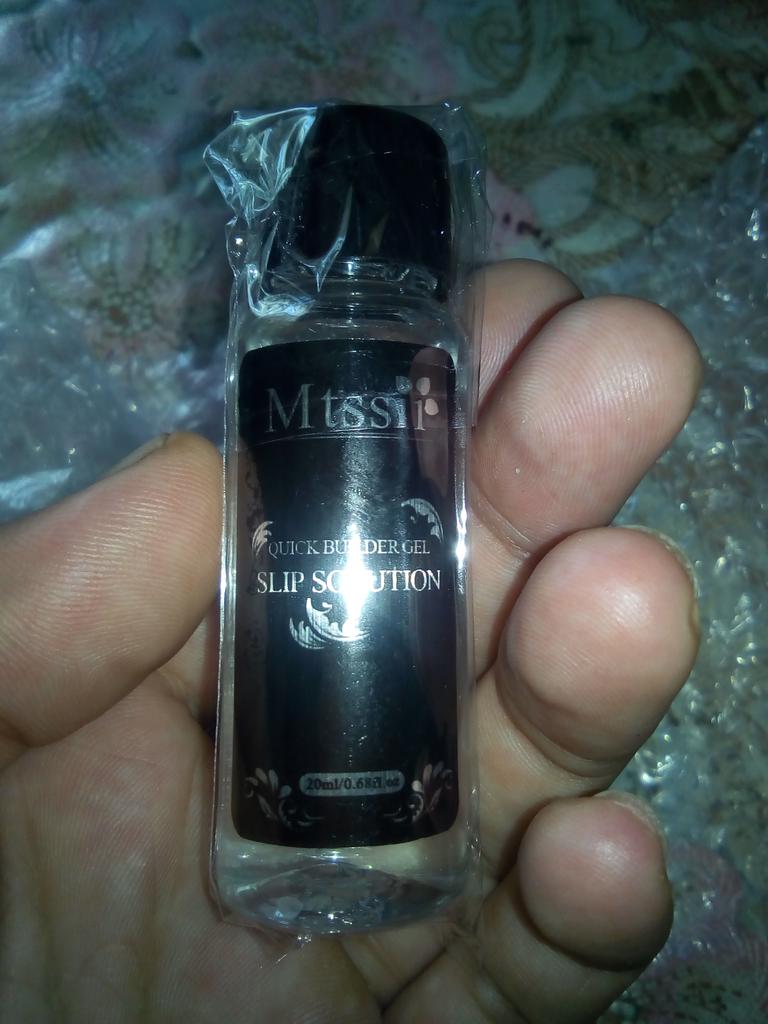 Mtssii
QUICK BUILDER GEL
SLIP SOLUTION
20ml/0.68fl oz